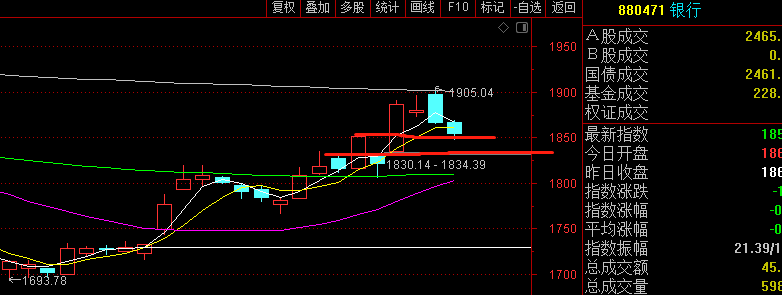 复权 叠加 多股 统计 画线 F10 标记 -自选 返回
880471 银行
1950
1900
1850
1800
1750
1700
1905.04
1830.14-1834.39
1693.78
A股成交 2465.
B股成交 0.
国债成交 2461.
基金成交 228.
权证成交
最新指数 185
今日开盘 186
昨日收盘 186
指数涨跌 -1
指数涨幅 -0
平均涨幅 -0
指数振幅 21.39/1
总成交额 45.
总成交量 596